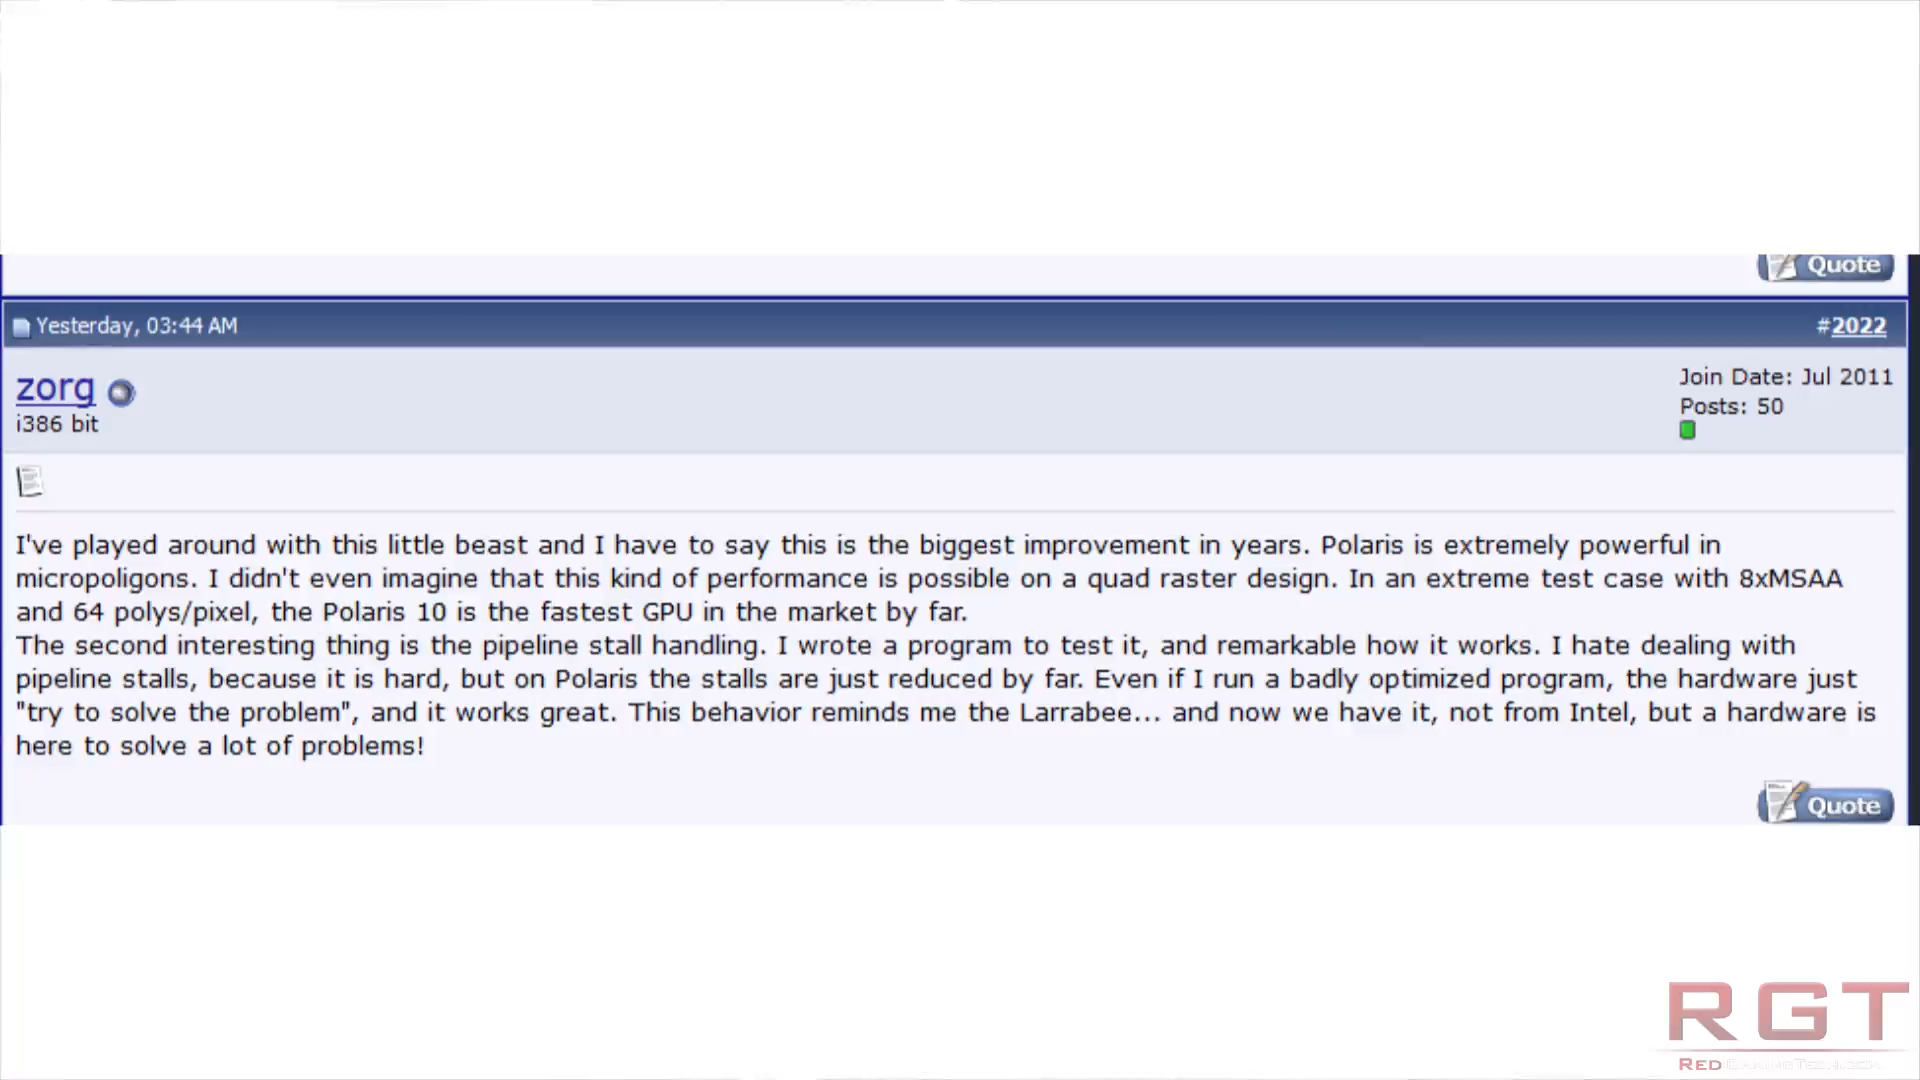 Quote
Yesterday, 03:44 AM
#2022
zorg
i386 bit
Join Date: Jul 2011
Posts: 50
I've played around with this little beast and I have to say this is the biggest improvement in years. Polaris is extremely powerful in
micropoligons. I didn't even imagine that this kind of performance is possible on a quad raster design. In an extreme test case with 8xMSAA
and 64 polys/pixel, the Polaris 10 is the fastest GPU in the market by far.
The second interesting thing is the pipeline stall handling. I wrote a program to test it, and remarkable how it works. I hate dealing with
pipeline stalls, because it is hard, but on Polaris the stalls are just reduced by far. Even if I run a badly optimized program, the hardware just
"try to solve the problem", and it works great. This behavior reminds me the Larrabee... and now we have it, not from Intel, but a hardware is
here to solve a lot of problems!
Quote
RGT
RED